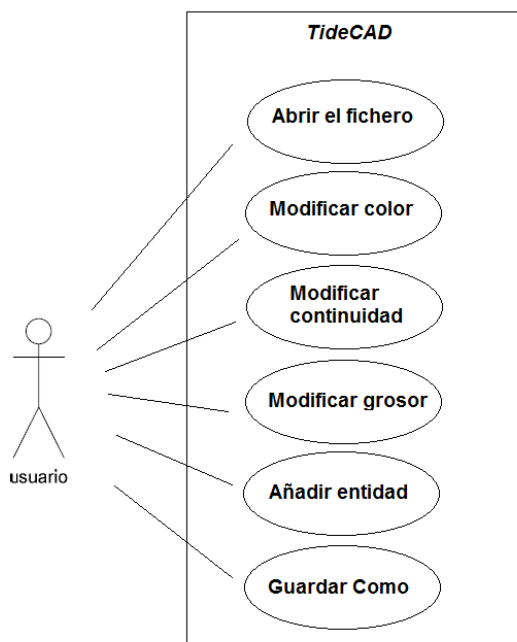 TideCAD
Abrir el fichero
Modificar color
Modificar
continuidad
Modificar grosor
usuario
Añadir entidad
Guardar Como